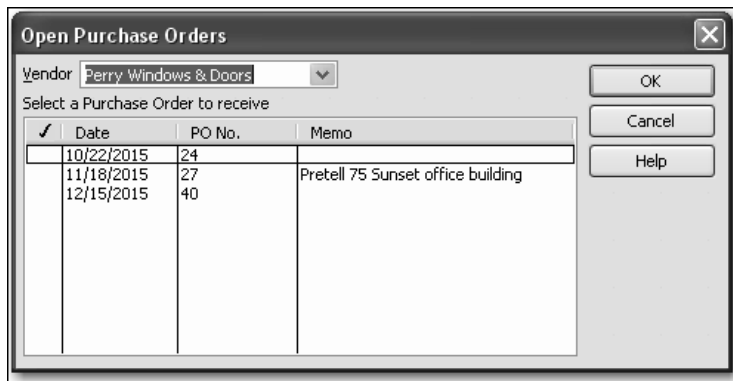 Open Purchase Orders
Vendor Perry Windows & Doors
OK
Select a Purchase Order to receive
Cancel
✓ Date PO No. Memo
Help
10/22/2015 24
11/18/2015 27 Pretell 75 Sunset office building
12/15/2015 40